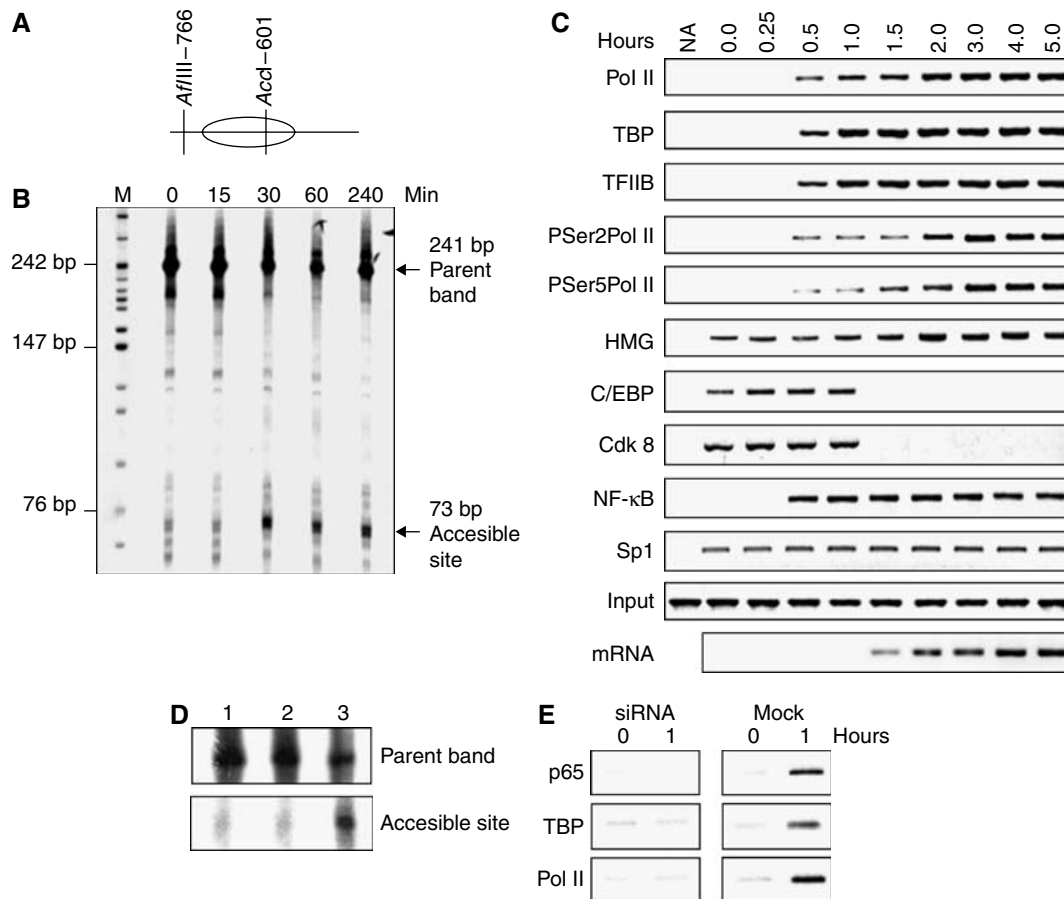 A
AflIII–766
AccI–601
B
M 0 15 30 60 240 Min
242 bp
147 bp
76 bp
241 bp
Parent
band
73 bp
Accesible
site
C
Hours NA 0.0 0.25 0.5 1.0 1.5 2.0 3.0 4.0 5.0
Pol II
TBP
TFIIB
PSer2Pol II
PSer5Pol II
HMG
C/EBP
Cdk 8
NF-κB
Sp1
Input
mRNA
D
1 2 3
Parent band
Accesible site
E
siRNA Mock
0 1 0 1 Hours
p65
TBP
Pol II